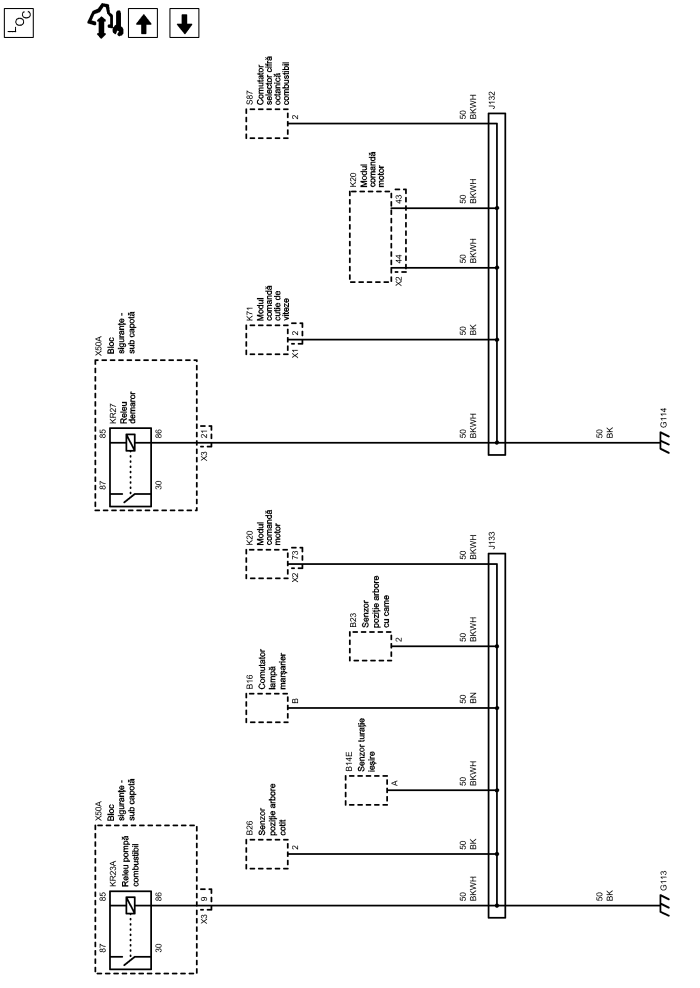 LOC
S87
Comutator
selector cifră
octanică
combustibil
2
50
BKWH
J132
K20
Modul
comandă
motor
43
50
BKWH
44
X2
50
BKWH
K71
Modul
comandă
cutie de
viteze
2
X1
50
BK
X50A
Bloc
siguranțe -
sub capotă
KR27
Releu
demaror
85
86
87
30
21
X3
50
BKWH
50
BK
G114
K20
Modul
comandă
motor
73
X2
50
BKWH
J133
B23
Senzor
poziție arbore
cu came
2
50
BKWH
B16
Comutator
lampă
marșarier
B
50
BN
B14E
Senzor turație
ieșire
A
50
BKWH
B26
Senzor
poziție arbore
cotit
2
50
BK
X50A
Bloc
siguranțe -
sub capotă
KR23A
Releu pompă
combustibil
85
86
87
30
9
X3
50
BKWH
50
BK
G113